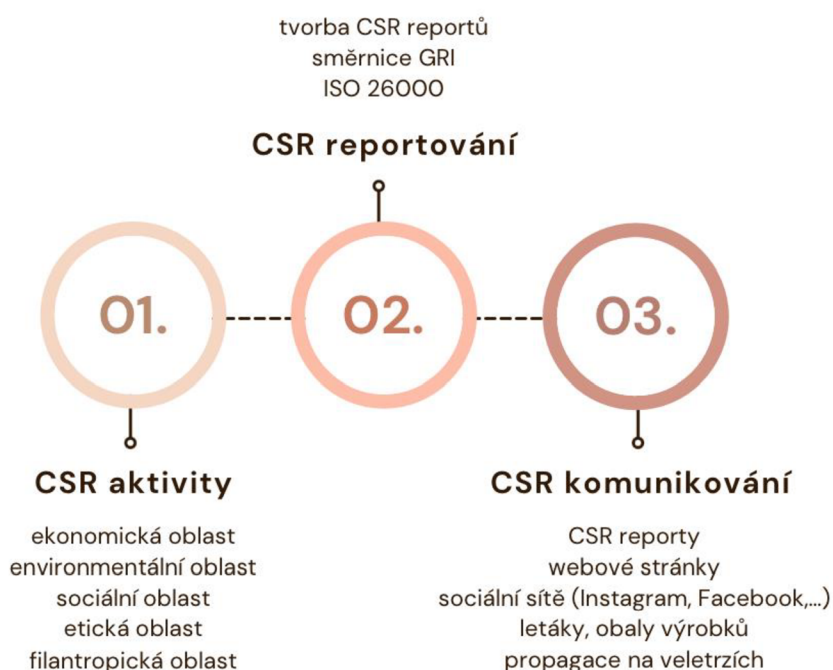 tvorba CSR reportů
směrnice GRI
ISO 26000
CSR reportování
01.
02.
03.
CSR aktivity
ekonomická oblast
environmentální oblast
sociální oblast
etická oblast
filantropická oblast
CSR komunikování
CSR reporty
webové stránky
sociální sítě (Instagram, Facebook,...)
letáky, obaly výrobků
propagace na veletrzích